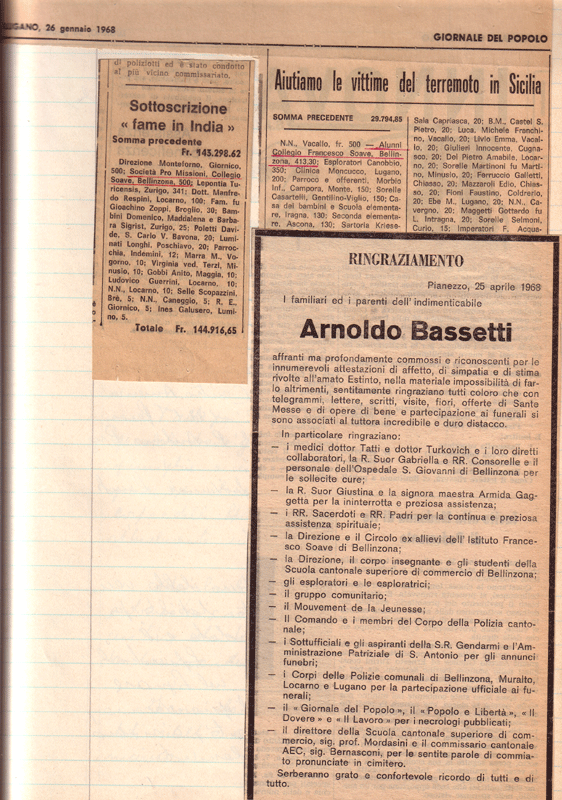 LUGANO, 26 gennaio 1968
GIORNALE DEL POPOLO
di poliziotti ed è stato condotto
al più vicino commissariato.
Sottoscrizione
« fame in India »
Somma precedente
Fr. 143.298.62
Direzione Monteforno, Giornico,
500; Società Pro Missioni, Collegio
Soave, Bellinzona, 500; Lepontia Tu-
ricensis, Zurigo, 341; Dott. Manfre-
do Respini, Locarno, 100; Fam. fu
Gioachino Zoppi, Broglio, 30; Bam-
bini Domenico, Maddalena e Barba-
ra Sigrist, Zurigo, 25; Poletti Davi-
de, S. Carlo V. Bavona, 20; Lumi-
nati Longhi, Poschiavo, 20; Parroc-
chia, Indemini, 12; Marra M., Vo-
gorno, 10; Virginia ved. Terzi, Mi-
nusio, 10; Gobbi Anito, Maggia, 10;
Ludovico Guerrini, Locarno, 10;
N.N., Locarno, 10; Selle Scopazzini,
Brè, 5; N.N., Caneggio, 5; R. E.,
Giornico, 5; Ines Galusero, Lumi-
no, 5.
Totale Fr. 144.916,65
Aiutiamo le vittime del terremoto in Sicilia
SOMMA PRECEDENTE 29.794,85
N.N., Vacallo, fr. 500 — Alunni
Collegio Francesco Soave, Bellin-
zona, 413,30; Esploratori Canobbio,
350; Clinica Moncucco, Lugano,
200; Parroco e offerenti, Morbio
Inf., Campora, Monte, 150; Sorelle
Casartelli, Gentilino-Viglio, 150; Ca-
sa dei bambini e Scuola elementa-
re, Iragna, 130; Seconda elementa-
re, Ascona, 130; Sartoria Kriese-
Sala Capriasca, 20; B.M., Castel S.
Pietro, 20; Luca, Michele Franchi-
no, Vacallo, 20; Livio Emma, Vacal-
lo, 20; Giulieri Innocente, Cugna-
sco, 20; Del Pietro Amabile, Locar-
no, 20; Sorelle Martinoni fu Marti-
no, Minusio, 20; Ferruccio Galletti,
Chiasso, 20; Mazzaroli Edio, Chias-
so, 20; Fioni Faustino, Coldrerio,
20; Ebe M., Lugano, 20; N.N., Ca-
vergno, 20; Maggetti Gottardo fu
L. Intragna, 20; Sorelle Selmoni,
Curio, 15; Imperatori F. Acque-
RINGRAZIAMENTO
Pianezzo, 25 aprile 1968
I familiari ed i parenti dell'indimenticabile
Arnoldo Bassetti
affranti ma profondamente commossi e riconoscenti per le
innumerevoli attestazioni di affetto, di simpatia e di stima
rivolte all'amato Estinto, nella materiale impossibilità di far-
lo altrimenti, sentitamente ringraziano tutti coloro che con
telegrammi, lettere, scritti, visite, fiori, offerte di Sante
Messe e di opere di bene e partecipazione ai funerali si
sono associati al tuttora incredibile e duro distacco.
In particolare ringraziano:
— i medici dottor Tatti e dottor Turkovich e i loro diretti
collaboratori, la R. Suor Gabriella e RR. Consorelle e il
personale dell'Ospedale S. Giovanni di Bellinzona per
le sollecite cure;
— la R. Suor Giustina e la signora maestra Armida Gag-
getta per la ininterrotta e preziosa assistenza;
— i RR. Sacerdoti e RR. Padri per la continua e preziosa
assistenza spirituale;
— la Direzione e il Circolo ex allievi dell' Istituto France-
sco Soave di Bellinzona;
— la Direzione, il corpo insegnante e gli studenti della
Scuola cantonale superiore di commercio di Bellinzona;
— gli esploratori e le esploratrici;
— il gruppo comunitario;
— il Mouvement de la Jeunesse;
— Il Comando e i membri del Corpo della Polizia canto-
nale;
— i Sottufficiali e gli aspiranti della S.R. Gendarmi e l'Am-
ministrazione Patriziale di S. Antonio per gli annunci
funebri;
— i Corpi delle Polizie comunali di Bellinzona, Muralto,
Locarno e Lugano per la partecipazione ufficiale ai fu-
nerali;
— il « Giornale del Popolo », il « Popolo e Libertà », « Il
Dovere » e « Il Lavoro » per i necrologi pubblicati;
— il direttore della Scuola cantonale superiore di com-
mercio, sig. prof. Mordasini e il commissario cantonale
AEC, sig. Bernasconi, per le sentite parole di commia-
to pronunciate in cimitero.
Serberanno grato e confortevole ricordo di tutti e di
tutto.